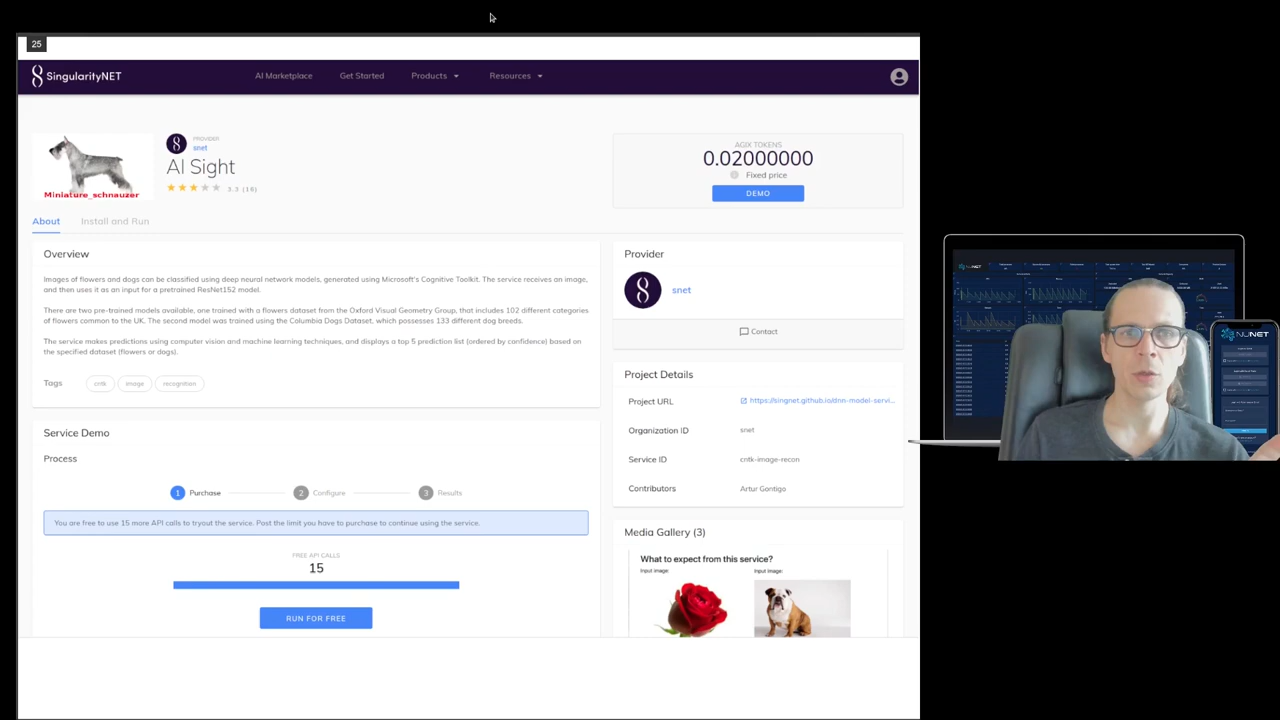 25
SingularityNET
AI Marketplace
Get Started
Products
Resources
Miniature_schnauzer
PROVIDER
snet
AI Sight
3.3 (16)
AGIX TOKENS
0.02000000
Fixed price
DEMO
About
Install and Run
Overview
Images of flowers and dogs can be classified using deep neural network models, generated using Microsoft's Cognitive Toolkit. The service receives an image,
and then uses it as an input for a pretrained ResNet152 model.
There are two pre-trained models available, one trained with a flowers dataset from the Oxford Visual Geometry Group, that includes 102 different categories
of flowers common to the UK. The second model was trained using the Columbia Dogs Dataset, which possesses 133 different dog breeds.
The service makes predictions using computer vision and machine learning techniques, and displays a top 5 prediction list (ordered by confidence) based on
the specified dataset (flowers or dogs).
Tags
cntk
image
recognition
Service Demo
Process
1 Purchase
2 Configure
3 Results
You are free to use 15 more API calls to tryout the service. Post the limit you have to purchase to continue using the service.
FREE API CALLS
15
RUN FOR FREE
Provider
snet
Contact
Project Details
Project URL
https://singnet.github.io/dnn-model-servi...
Organization ID
snet
Service ID
cntk-image-recon
Contributors
Artur Gontijo
Media Gallery (3)
What to expect from this service?
Input image:
Input image:
NUNET
NUNET